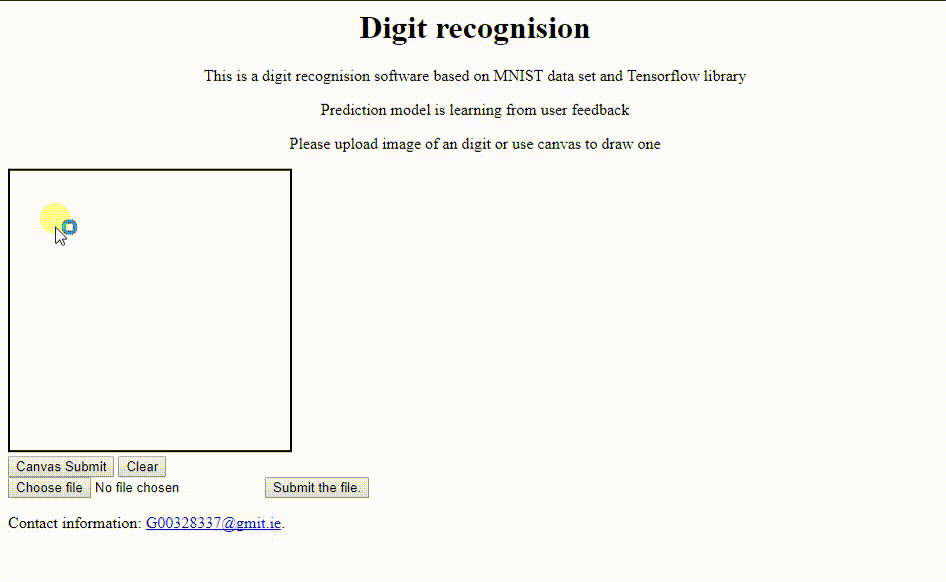 Digit recognision
This is a digit recognision software based on MNIST data set and Tensorflow library
Prediction model is learning from user feedback
Please upload image of an digit or use canvas to draw one
Canvas Submit Clear
Choose file No file chosen Submit the file.
Contact information: G00328337@gmit.ie.